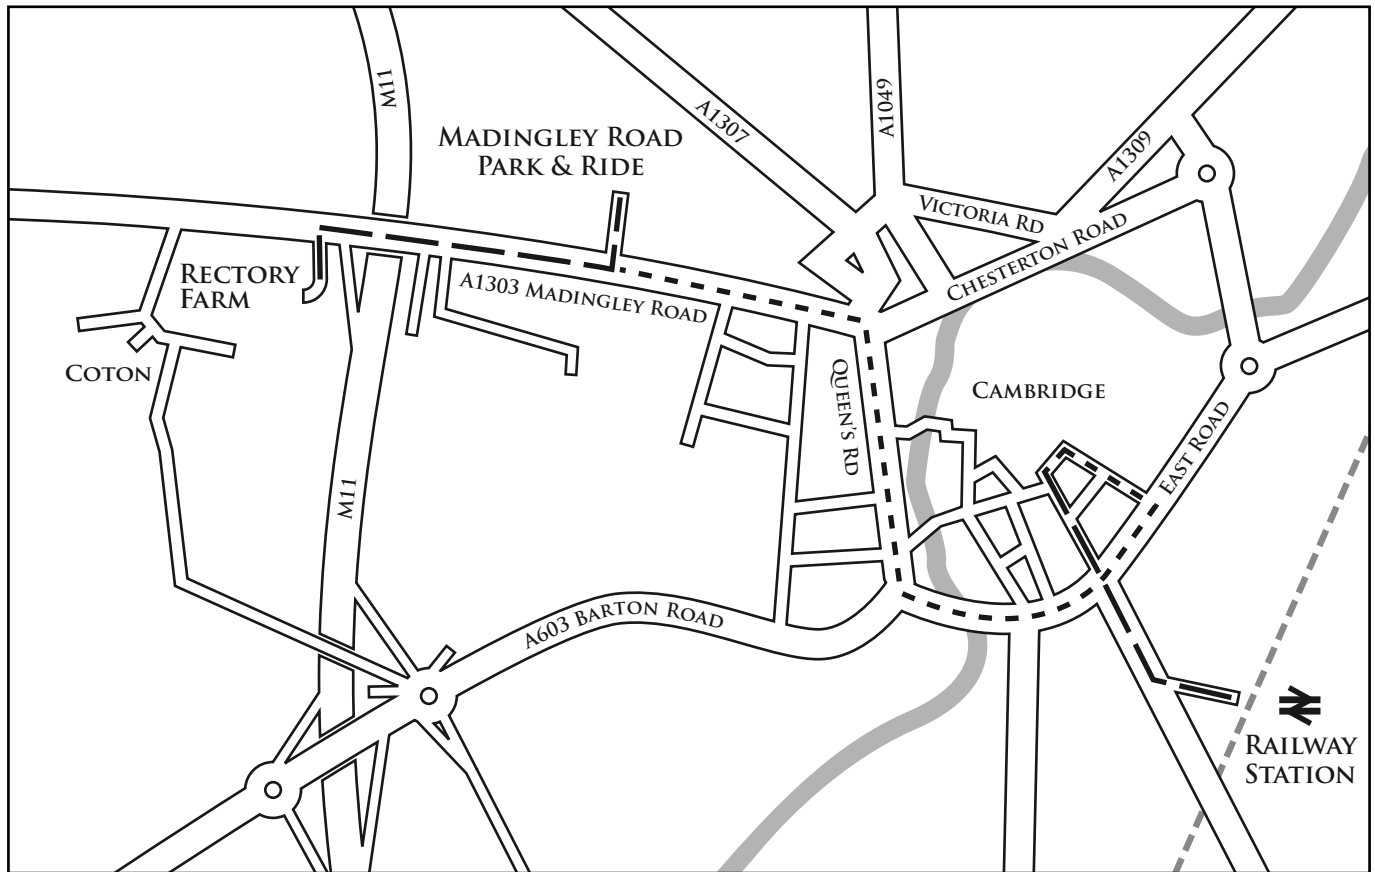 M11
A1307
A1049
A1309
MADINGLEY ROAD
PARK & RIDE
VICTORIA RD
CHESTERTON ROAD
RECTORY
FARM
A1303 MADINGLEY ROAD
COTON
QUEEN'S RD
CAMBRIDGE
EAST ROAD
M11
A603 BARTON ROAD
RAILWAY
STATION